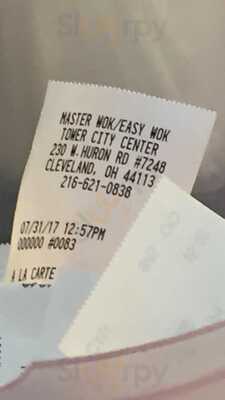 MASTER WOK/EASY WOK
TOWER CITY CENTER
230 W.HURON RD #7248
CLEVELAND, OH 44113
216-621-0838
07/31/17 12:57PM
000000 #0083
A LA CARTE